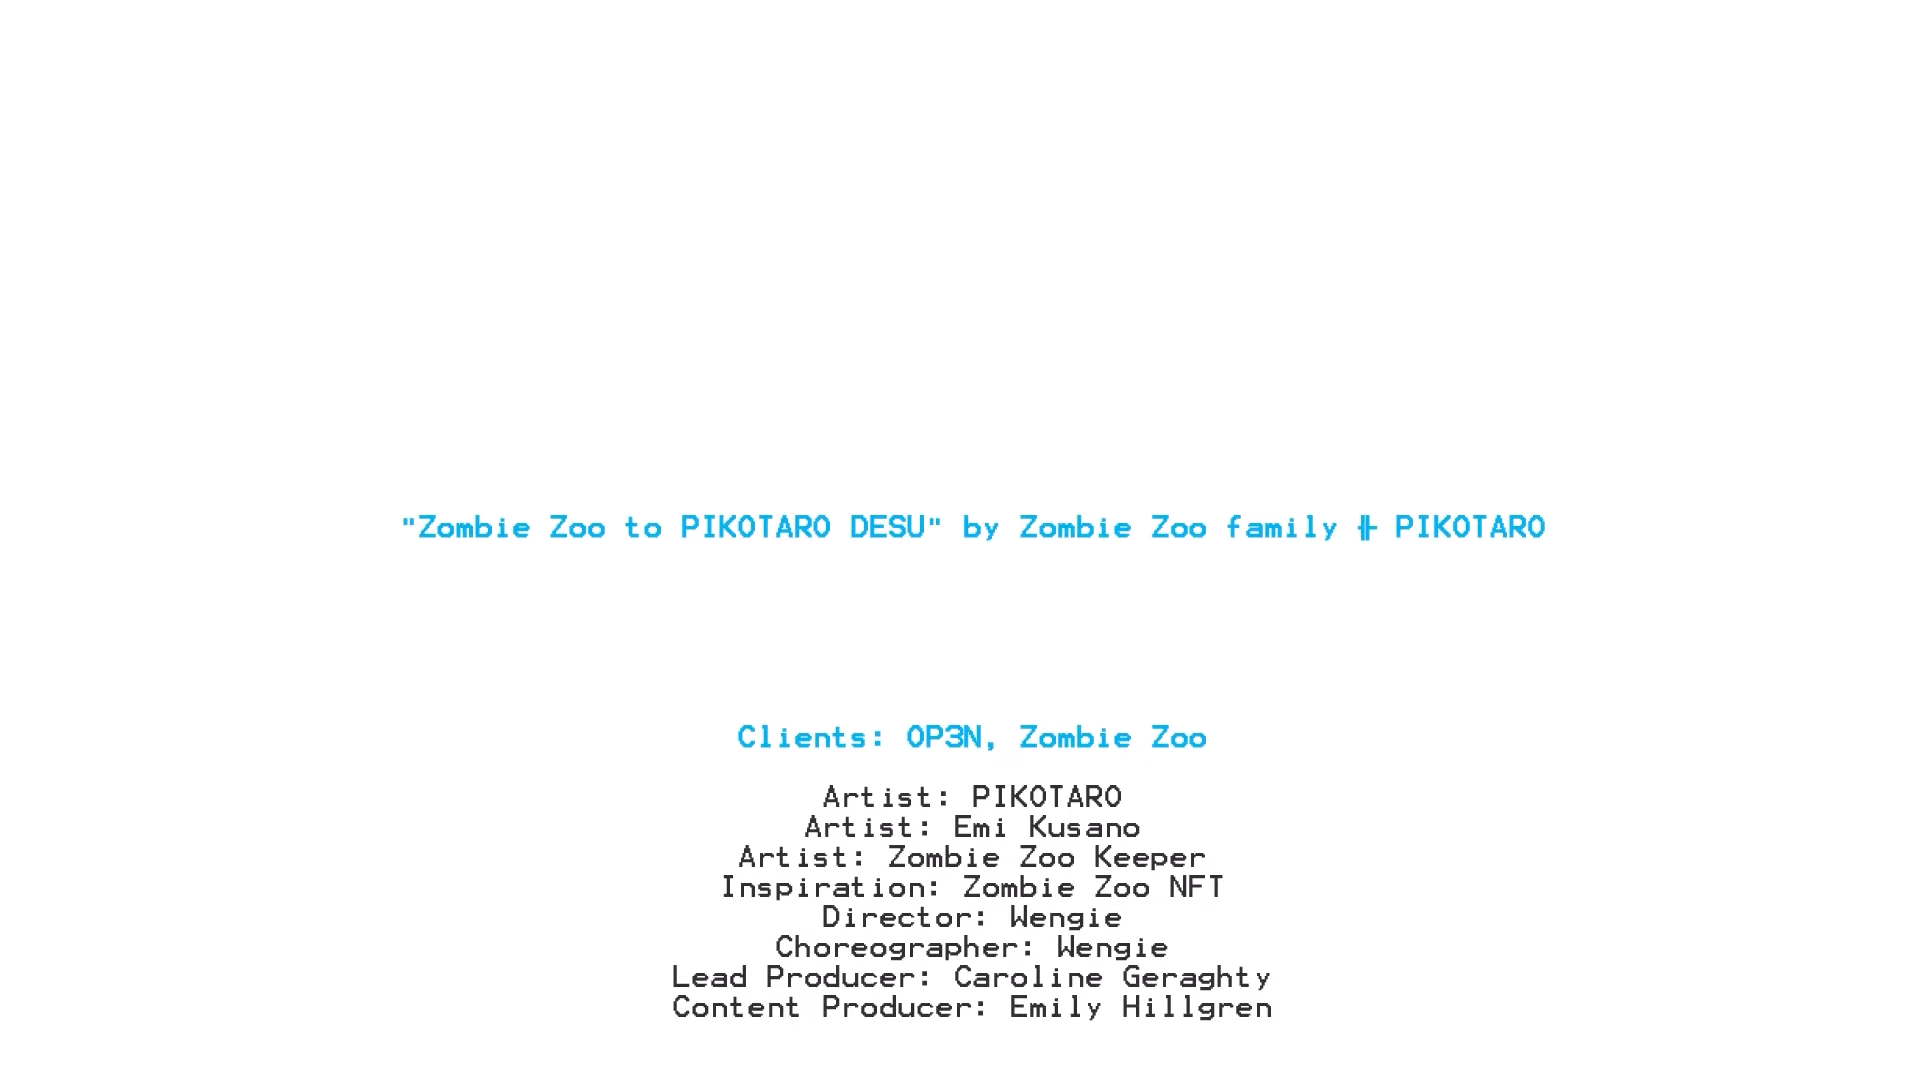 "Zombie Zoo to PIKOTARO DESU" by Zombie Zoo family ╫ PIKOTARO
Clients: OP3N, Zombie Zoo
Artist: PIKOTARO
Artist: Emi Kusano
Artist: Zombie Zoo Keeper
Inspiration: Zombie Zoo NFT
Director: Wengie
Choreographer: Wengie
Lead Producer: Caroline Geraghty
Content Producer: Emily Hillgren